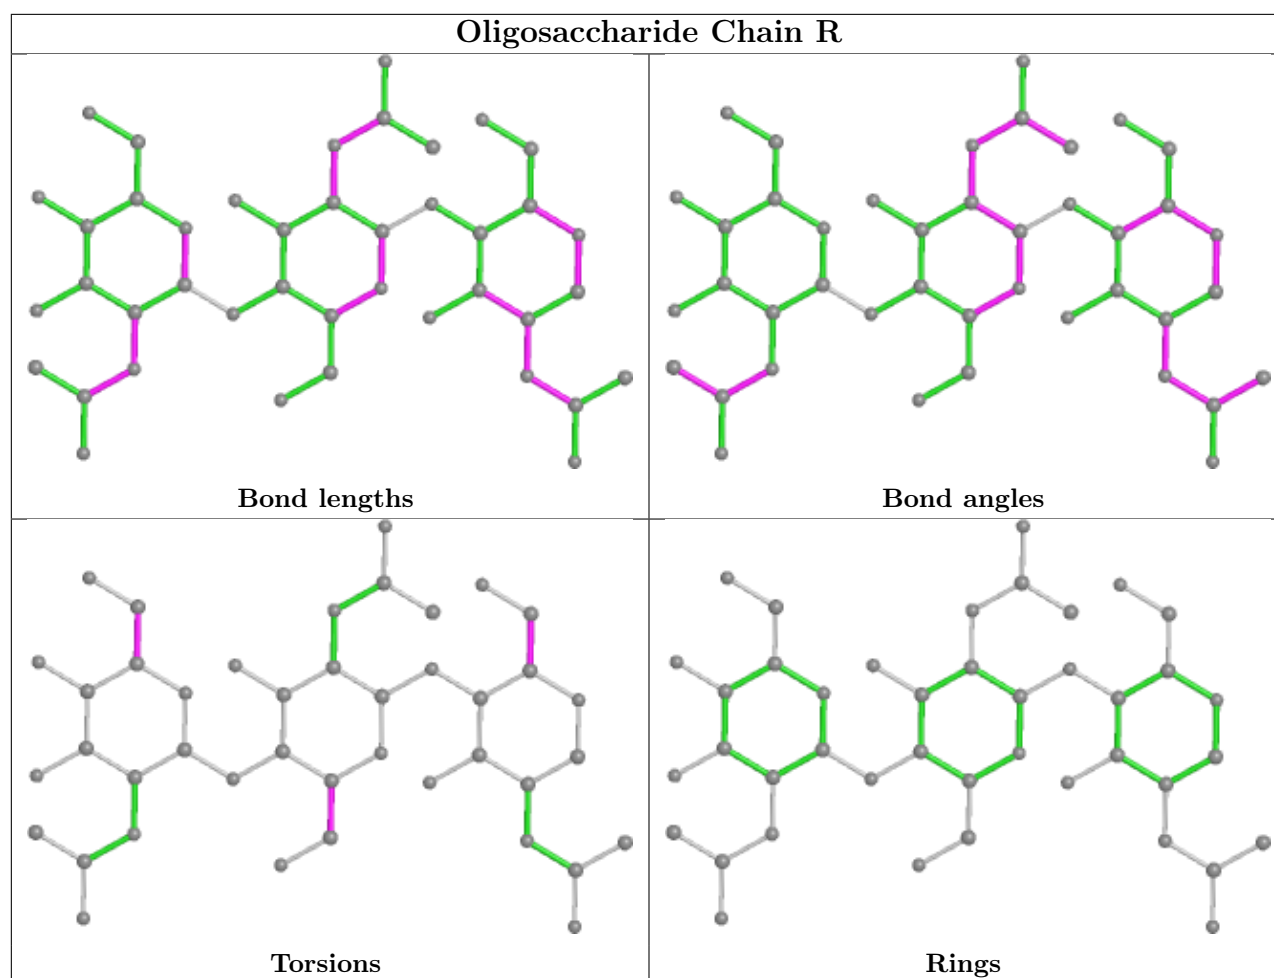 Oligosaccharide Chain R
Bond lengths
Bond angles
Torsions
Rings